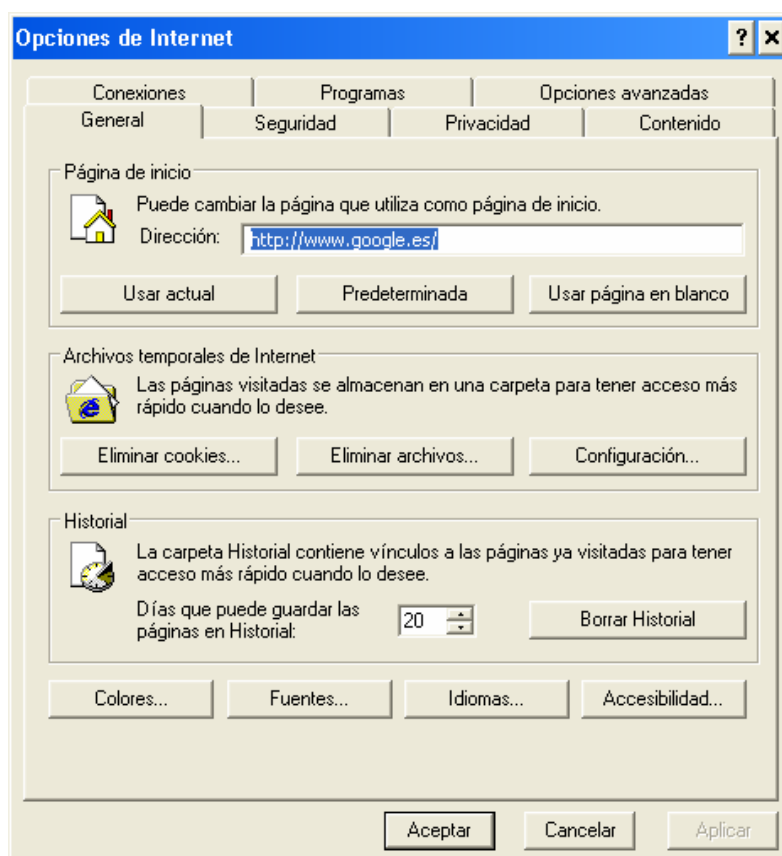 Opciones de Internet
Conexiones Programas Opciones avanzadas
General Seguridad Privacidad Contenido
Página de inicio
Puede cambiar la página que utiliza como página de inicio.
Dirección: http://www.google.es/
Usar actual Predeterminada Usar página en blanco
Archivos temporales de Internet
Las páginas visitadas se almacenan en una carpeta para tener acceso más
rápido cuando lo desee.
Eliminar cookies... Eliminar archivos... Configuración...
Historial
La carpeta Historial contiene vínculos a las páginas ya visitadas para tener
acceso más rápido cuando lo desee.
Días que puede guardar las
páginas en Historial: 20 Borrar Historial
Colores... Fuentes... Idiomas... Accesibilidad...
Aceptar Cancelar Aplicar